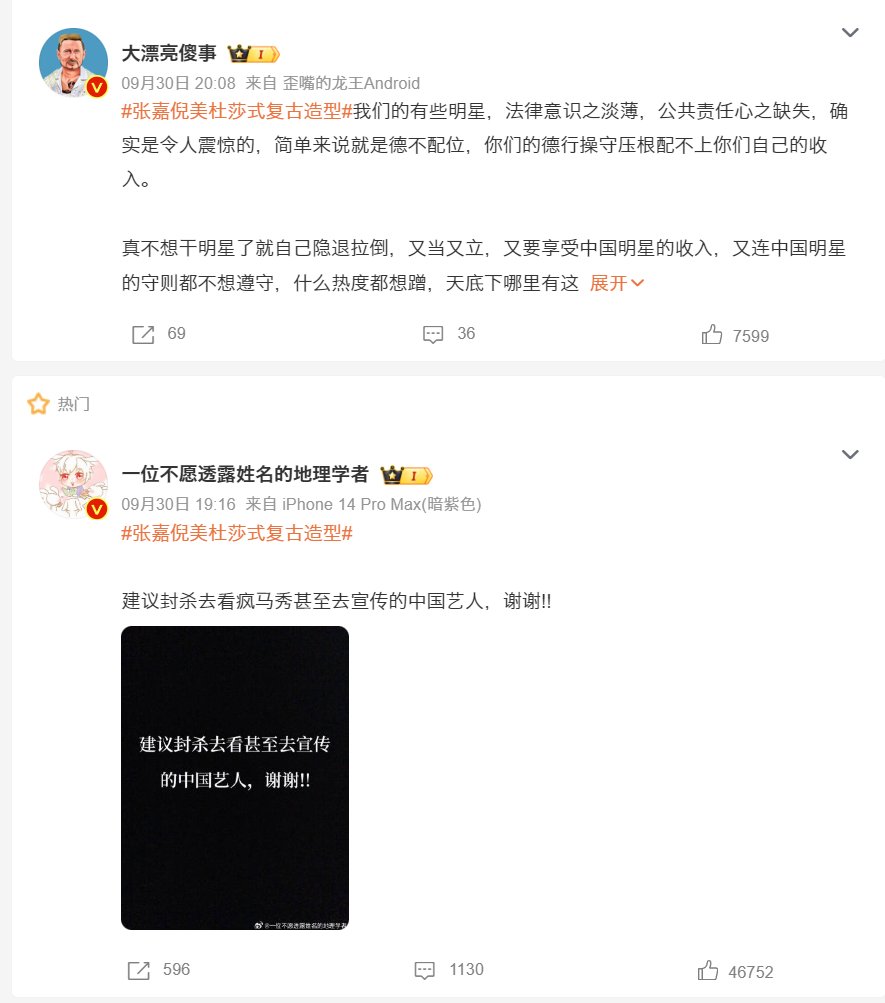 大漂亮傻事
I
09月30日 20:08 来自 歪嘴的龙王Android
#张嘉倪美杜莎式复古造型#我们的有些明星，法律意识之淡薄，公共责任心之缺失，确
实是令人震惊的，简单来说就是德不配位，你们的德行操守压根配不上你们自己的收
入。
真不想干明星了就自己隐退拉倒，又当又立，又要享受中国明星的收入，又连中国明星
的守则都不想遵守，什么热度都想蹭，天底下哪里有这 展开
69 36 7599
热门
一位不愿透露姓名的地理学者
I
09月30日 19:16 来自 iPhone 14 Pro Max(暗紫色)
#张嘉倪美杜莎式复古造型#
建议封杀去看疯马秀甚至去宣传的中国艺人，谢谢!!
建议封杀去看甚至去宣传
的中国艺人，谢谢!!
@一位不愿透露姓名的地理学者
596 1130 46752